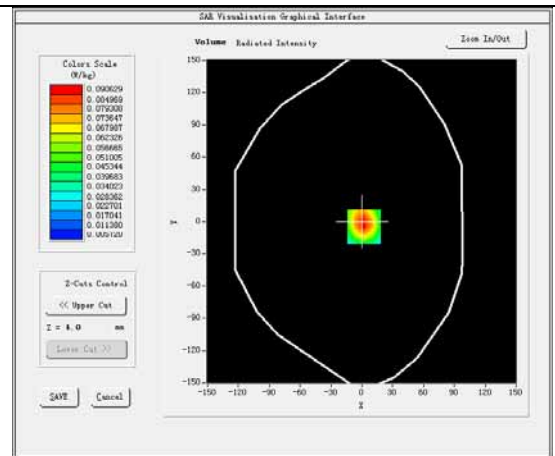 SAR Visualisation Graphical Interface
Volume Radiated Intensity
Zoom In/Out
Colors Scale
(W/kg)
0.090629
0.084969
0.079308
0.073647
0.067987
0.062326
0.056665
0.051005
0.045344
0.039683
0.034023
0.028362
0.022701
0.017041
0.011380
0.005720
150
120
90
60
30
0
-30
-60
-90
-120
-150
Y
-150 -120 -90 -60 -30 0 30 60 90 120 150
X
Z-Cuts Control
<< Upper Cut
Z = 4.0 mm
Lower Cut >>
SAVE Cancel